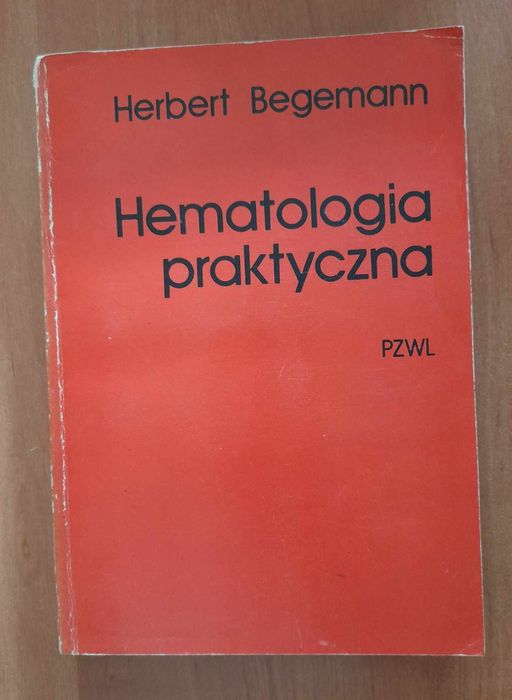 Herbert Begemann
Hematologia
praktyczna
PZWL